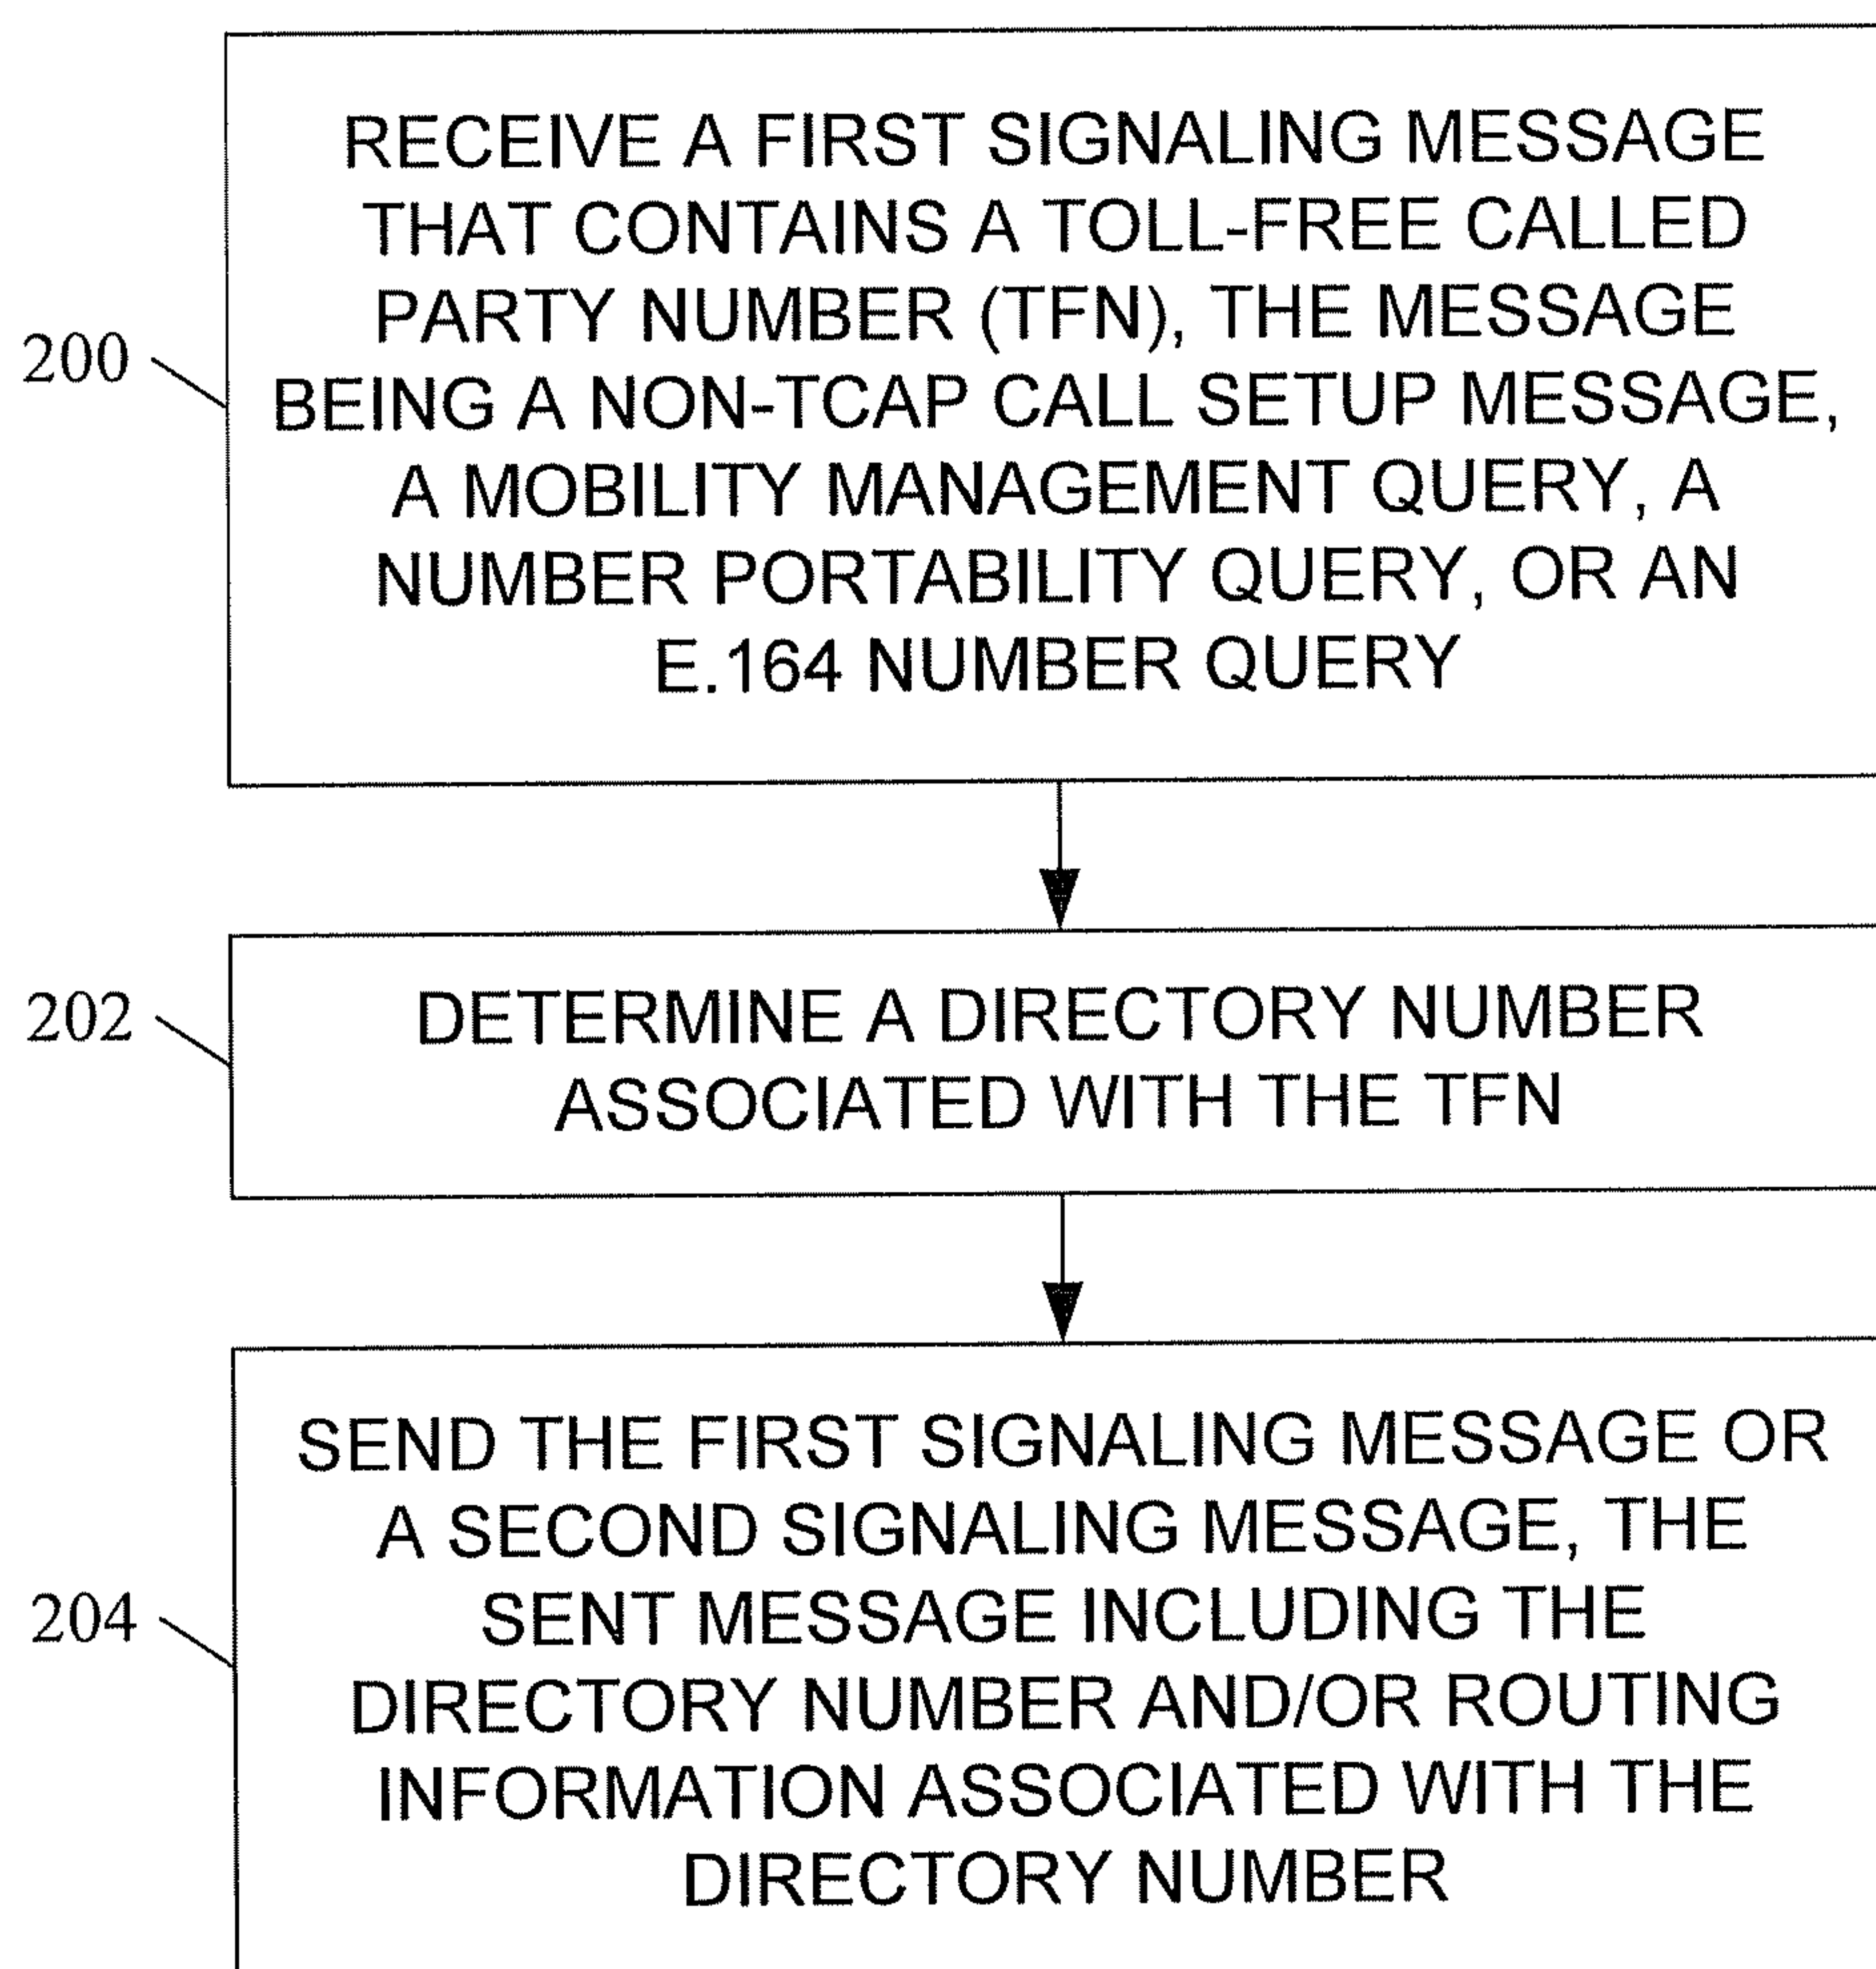 RECEIVE A FIRST SIGNALING MESSAGE
THAT CONTAINS A TOLL-FREE CALLED
PARTY NUMBER (TFN), THE MESSAGE
200
BEING A NON-TCAP CALL SETUP MESSAGE,
A MOBILITY MANAGEMENT QUERY, A
NUMBER PORTABILITY QUERY, OR AN
E.164 NUMBER QUERY
202
DETERMINE A DIRECTORY NUMBER
ASSOCIATED WITH THE TFN
SEND THE FIRST SIGNALING MESSAGE OR
A SECOND SIGNALING MESSAGE, THE
204
SENT MESSAGE INCLUDING THE
DIRECTORY NUMBER AND/OR ROUTING
INFORMATION ASSOCIATED WITH THE
DIRECTORY NUMBER